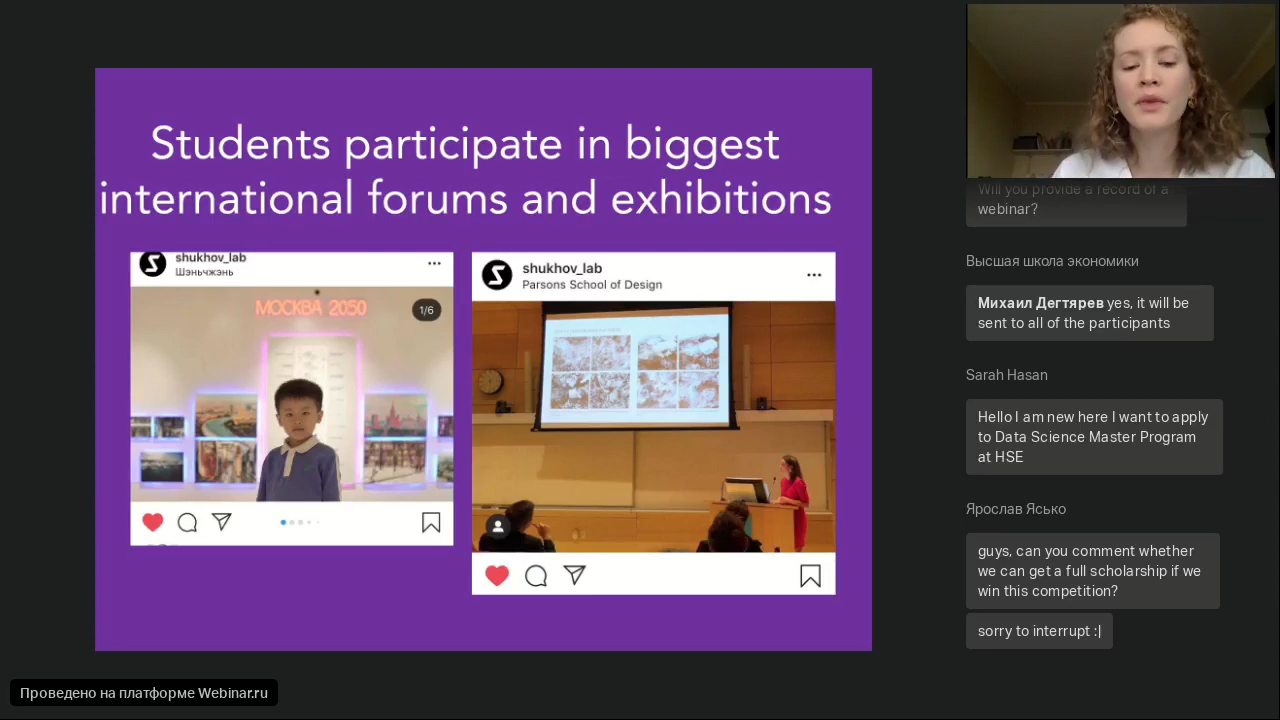 Students participate in biggest
international forums and exhibitions
shukhov_lab
Шэньчжэнь
МОСКВА 2050
1/6
shukhov_lab
Parsons School of Design
Will you provide a record of a
webinar?
Высшая школа экономики
Михаил Дегтярев yes, it will be
sent to all of the participants
Sarah Hasan
Hello I am new here I want to apply
to Data Science Master Program
at HSE
Ярослав Ясько
guys, can you comment whether
we can get a full scholarship if we
win this competition?
sorry to interrupt :|
Проведено на платформе Webinar.ru